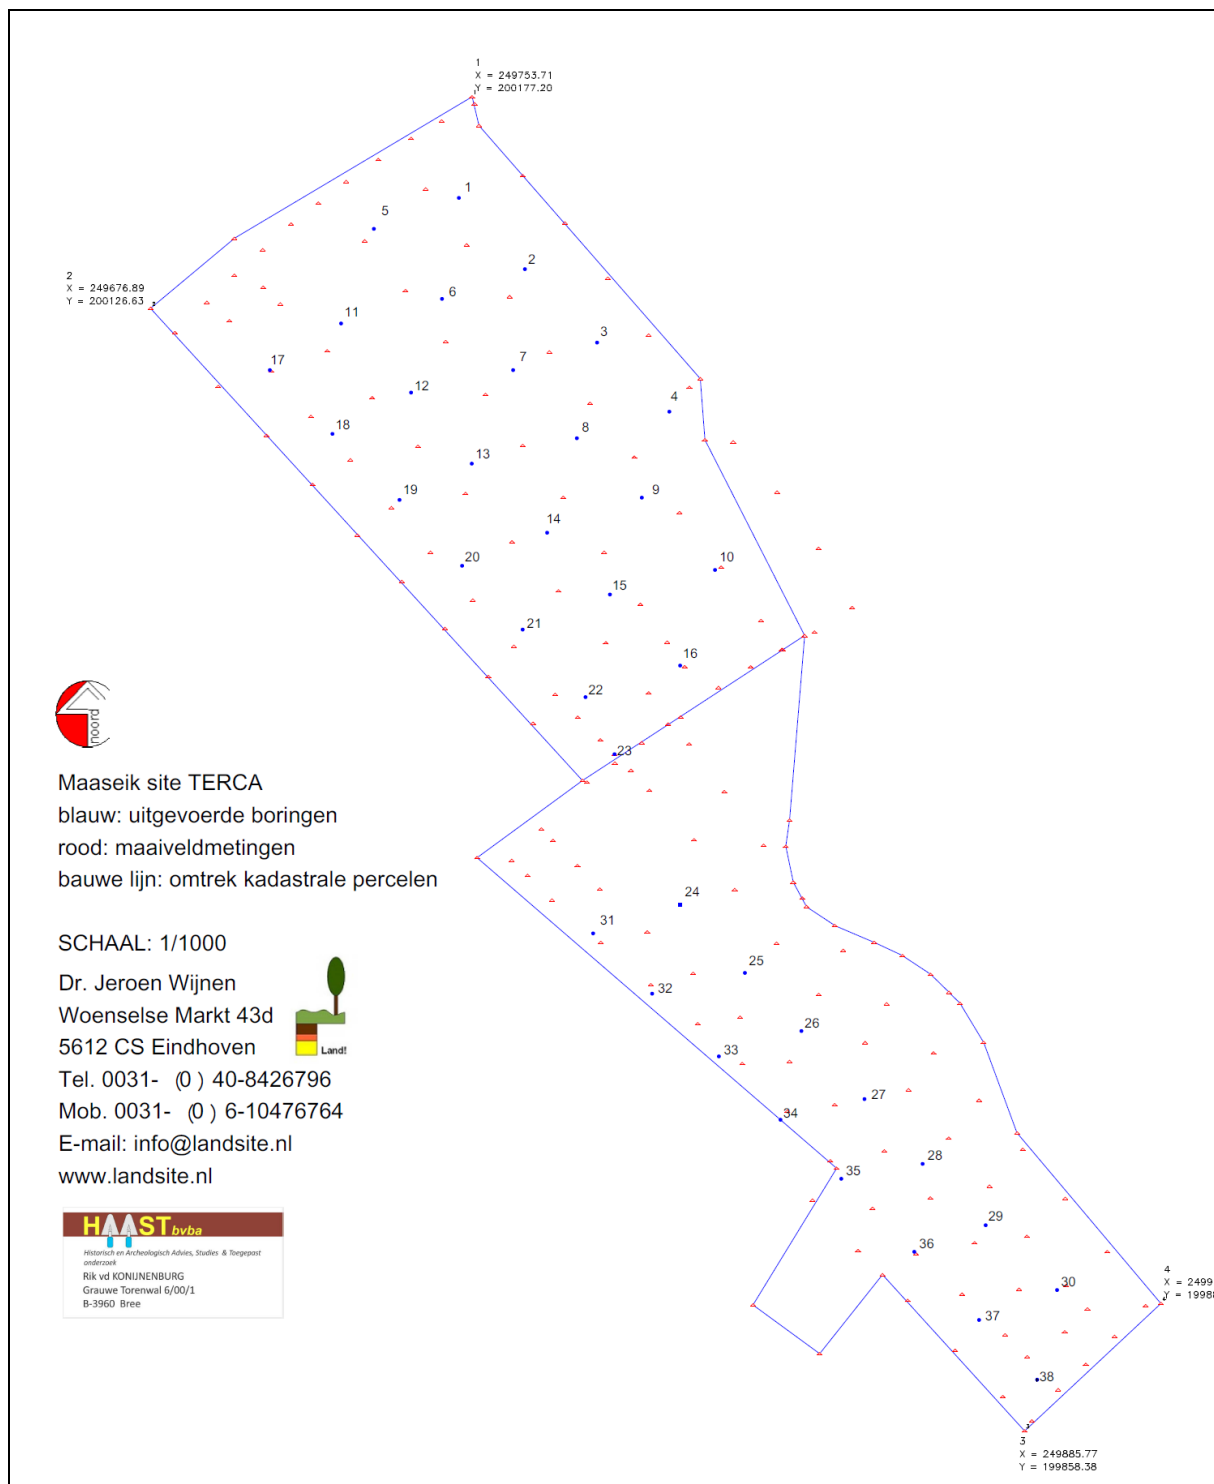 1
X = 249753.71
Y = 200177.20
1
5
2
2
X = 249676.89
Y = 200126.63
6
11
3
17
7
12
4
18
8
13
19
9
14
20
10
15
21
16
22
23
noord
Maaseik site TERCA
blauw: uitgevoerde boringen
rood: maaiveldmetingen
bauwe lijn: omtrek kadastrale percelen
SCHAAL: 1/1000
Dr. Jeroen Wijnen
Woenselse Markt 43d
5612 CS Eindhoven
Tel. 0031- (0) 40-8426796
Mob. 0031- (0) 6-10476764
E-mail: info@landsite.nl
www.landsite.nl
Land!
HAAST bvba
Historisch en Archeologisch Advies, Studies & Toegepast
onderzoek
Rik vd KONIJNENBURG
Grauwe Torenwal 6/00/1
B-3960 Bree
24
31
25
32
26
33
27
34
28
35
29
36
30
4
X = 2499
Y = 1998
37
38
3
X = 249885.77
Y = 199858.38